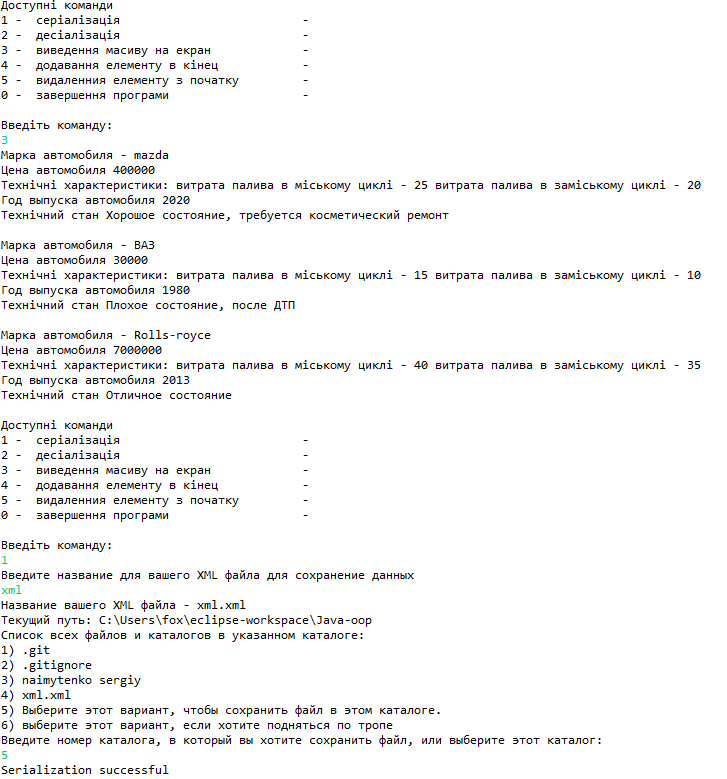 Доступні команди
1 -  серіалізація                          -
2 -  десіалізація                          -
3 -  виведення масиву на екран             -
4 -  додавання елементу в кінец            -
5 -  видаленния елементу з початку         -
0 -  завершення програми                   -
Введіть команду:
3
Марка автомобиля - mazda
Цена автомобиля 400000
Технічні характеристики: витрата палива в міському циклі - 25 витрата палива в заміському циклі - 20
Год выпуска автомобиля 2020
Технічний стан Хорошое состояние, требуется косметический ремонт
Марка автомобиля - ВАЗ
Цена автомобиля 30000
Технічні характеристики: витрата палива в міському циклі - 15 витрата палива в заміському циклі - 10
Год выпуска автомобиля 1980
Технічний стан Плохое состояние, после ДТП
Марка автомобиля - Rolls-royce
Цена автомобиля 7000000
Технічні характеристики: витрата палива в міському циклі - 40 витрата палива в заміському циклі - 35
Год выпуска автомобиля 2013
Технічний стан Отличное состояние
Доступні команди
1 -  серіалізація                          -
2 -  десіалізація                          -
3 -  виведення масиву на екран             -
4 -  додавання елементу в кінец            -
5 -  видаленния елементу з початку         -
0 -  завершення програми                   -
Введіть команду:
1
Введите название для вашего XML файла для сохранение данных
xml
Название вашего XML файла - xml.xml
Текущий путь: C:\Users\fox\eclipse-workspace\Java-oop
Список всех файлов и каталогов в указанном каталоге:
1) .git
2) .gitignore
3) naimytenko sergiy
4) xml.xml
5) Выберите этот вариант, чтобы сохранить файл в этом каталоге.
6) выберите этот вариант, если хотите подняться по тропе
Введите номер каталога, в который вы хотите сохранить файл, или выберите этот каталог:
5
Serialization successful